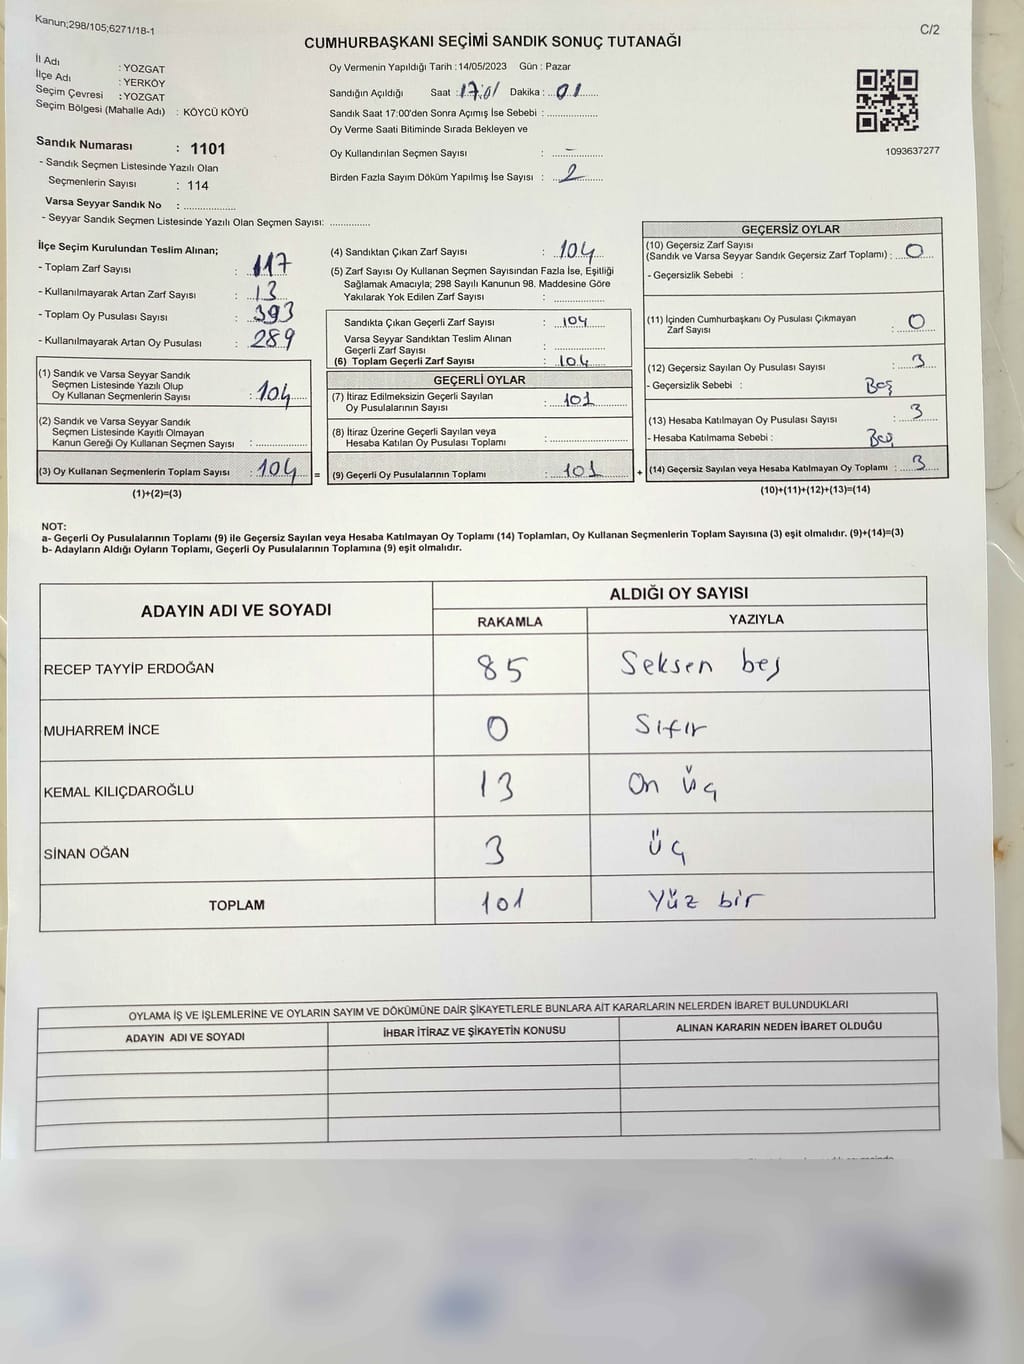 Kanun;298/105;6271/18-1
C/2
CUMHURBAŞKANI SEÇİMİ SANDIK SONUÇ TUTANAĞI
İl Adı : YOZGAT
İlçe Adı : YERKÖY
Seçim Çevresi : YOZGAT
Seçim Bölgesi (Mahalle Adı) : KÖYCÜ KÖYÜ
Sandık Numarası : 1101
- Sandık Seçmen Listesinde Yazılı Olan
Seçmenlerin Sayısı : 114
Varsa Seyyar Sandık No : ..................
- Seyyar Sandık Seçmen Listesinde Yazılı Olan Seçmen Sayısı: ..............
Oy Vermenin Yapıldığı Tarih : 14/05/2023 Gün : Pazar
Sandığın Açıldığı Saat : 17:01 Dakika : 01
Sandık Saat 17:00'den Sonra Açımış İse Sebebi : ..................
Oy Verme Saati Bitiminde Sırada Bekleyen ve
Oy Kullandırılan Seçmen Sayısı : –
Birden Fazla Sayım Döküm Yapılmış İse Sayısı : 2
1093637277
İlçe Seçim Kurulundan Teslim Alınan;
- Toplam Zarf Sayısı : 117
- Kullanılmayarak Artan Zarf Sayısı : 13
- Toplam Oy Pusulası Sayısı : 393
- Kullanılmayarak Artan Oy Pusulası : 289
(1) Sandık ve Varsa Seyyar Sandık
Seçmen Listesinde Yazılı Olup
Oy Kullanan Seçmenlerin Sayısı : 104
(2) Sandık ve Varsa Seyyar Sandık
Seçmen Listesinde Kayıtlı Olmayan
Kanun Gereği Oy Kullanan Seçmen Sayısı : ..................
(3) Oy Kullanan Seçmenlerin Toplam Sayısı : 104 =
(1)+(2)=(3)
(4) Sandıktan Çıkan Zarf Sayısı : 104
(5) Zarf Sayısı Oy Kullanan Seçmen Sayısından Fazla İse, Eşitliği
Sağlamak Amacıyla; 298 Sayılı Kanunun 98. Maddesine Göre
Yakılarak Yok Edilen Zarf Sayısı : ..................
Sandıkta Çıkan Geçerli Zarf Sayısı : 104
Varsa Seyyar Sandıktan Teslim Alınan
Geçerli Zarf Sayısı : ..................
(6) Toplam Geçerli Zarf Sayısı : 104
GEÇERLİ OYLAR
(7) İtiraz Edilmeksizin Geçerli Sayılan
Oy Pusulalarının Sayısı : 101
(8) İtiraz Üzerine Geçerli Sayılan veya
Hesaba Katılan Oy Pusulası Toplamı : ..................
(9) Geçerli Oy Pusulalarının Toplamı : 101 +
GEÇERSİZ OYLAR
(10) Geçersiz Zarf Sayısı
(Sandık ve Varsa Seyyar Sandık Geçersiz Zarf Toplamı) : 0
- Geçersizlik Sebebi :
(11) İçinden Cumhurbaşkanı Oy Pusulası Çıkmayan
Zarf Sayısı : 0
(12) Geçersiz Sayılan Oy Pusulası Sayısı : 3
- Geçersizlik Sebebi : Boş
(13) Hesaba Katılmayan Oy Pusulası Sayısı : 3
- Hesaba Katılmama Sebebi : Boş
(14) Geçersiz Sayılan veya Hesaba Katılmayan Oy Toplamı : 3
(10)+(11)+(12)+(13)=(14)
NOT:
a- Geçerli Oy Pusulalarının Toplamı (9) ile Geçersiz Sayılan veya Hesaba Katılmayan Oy Toplamı (14) Toplamları, Oy Kullanan Seçmenlerin Toplam Sayısına (3) eşit olmalıdır. (9)+(14)=(3)
b- Adayların Aldığı Oyların Toplamı, Geçerli Oy Pusulalarının Toplamına (9) eşit olmalıdır.
ADAYIN ADI VE SOYADI ALDIĞI OY SAYISI
RAKAMLA YAZIYLA
RECEP TAYYİP ERDOĞAN 85 Seksen beş
MUHARREM İNCE 0 Sıfır
KEMAL KILIÇDAROĞLU 13 On üç
SİNAN OĞAN 3 üç
TOPLAM 101 Yüz bir
OYLAMA İŞ VE İŞLEMLERİNE VE OYLARIN SAYIM VE DÖKÜMÜNE DAİR ŞİKAYETLERLE BUNLARA AİT KARARLARIN NELERDEN İBARET BULUNDUKLARI
ADAYIN ADI VE SOYADI İHBAR İTİRAZ VE ŞİKAYETİN KONUSU ALINAN KARARIN NEDEN İBARET OLDUĞU